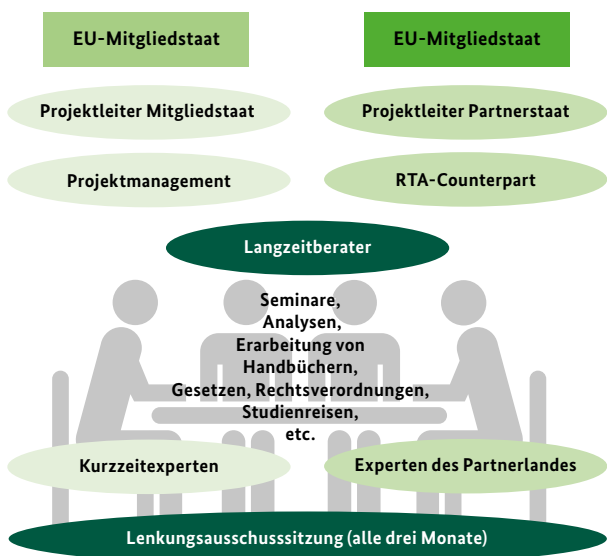 EU-Mitgliedstaat
EU-Mitgliedstaat
Projektleiter Mitgliedstaat
Projektleiter Partnerstaat
Projektmanagement
RTA-Counterpart
Langzeitberater
Seminare,
Analysen,
Erarbeitung von
Handbüchern,
Gesetzen, Rechtsverordnungen,
Studienreisen,
etc.
Kurzzeitexperten
Experten des Partnerlandes
Lenkungsausschusssitzung (alle drei Monate)